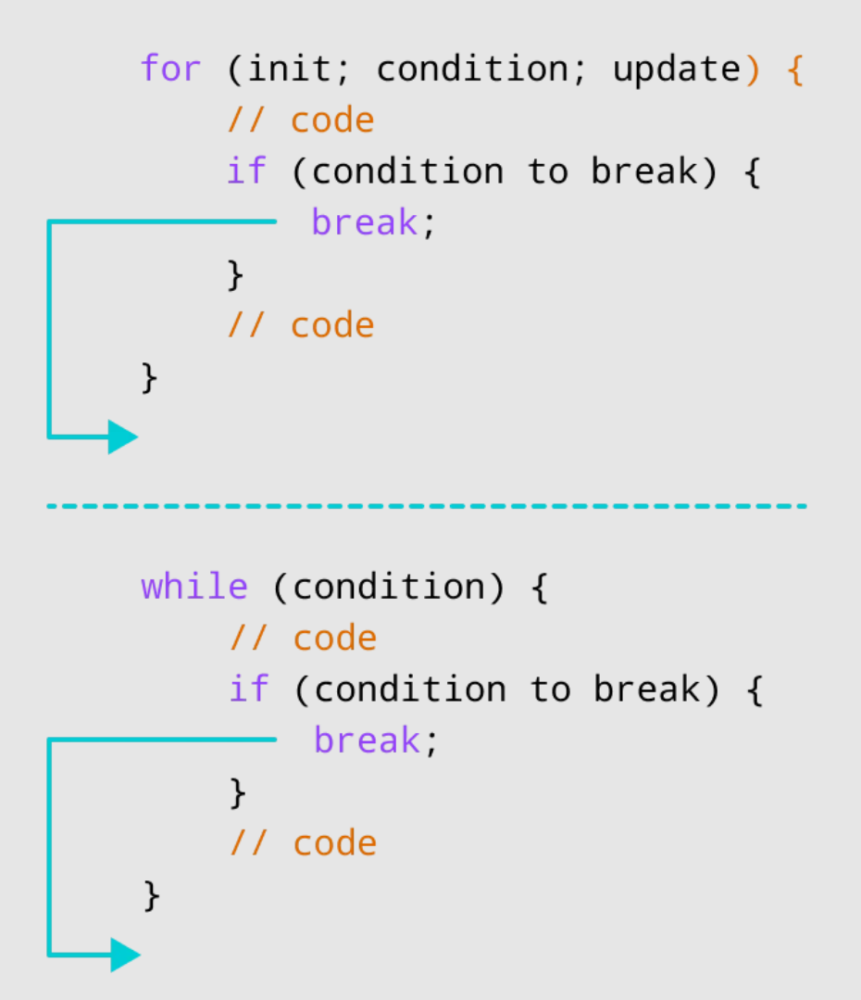 for (init; condition; update) {
// code
if (condition to break) {
break;
}
// code
}
while (condition) {
// code
if (condition to break) {
break;
}
// code
}